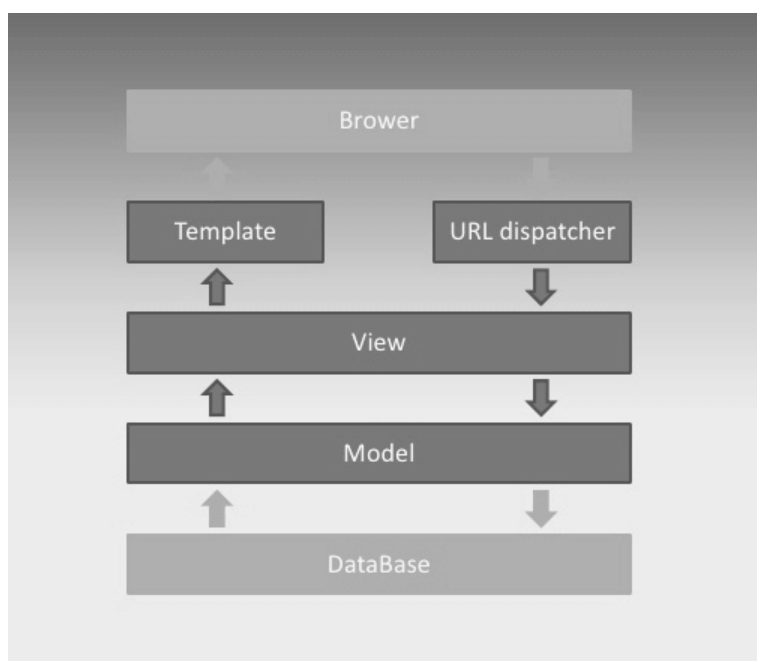 Brower
Template
URL dispatcher
View
Model
DataBase